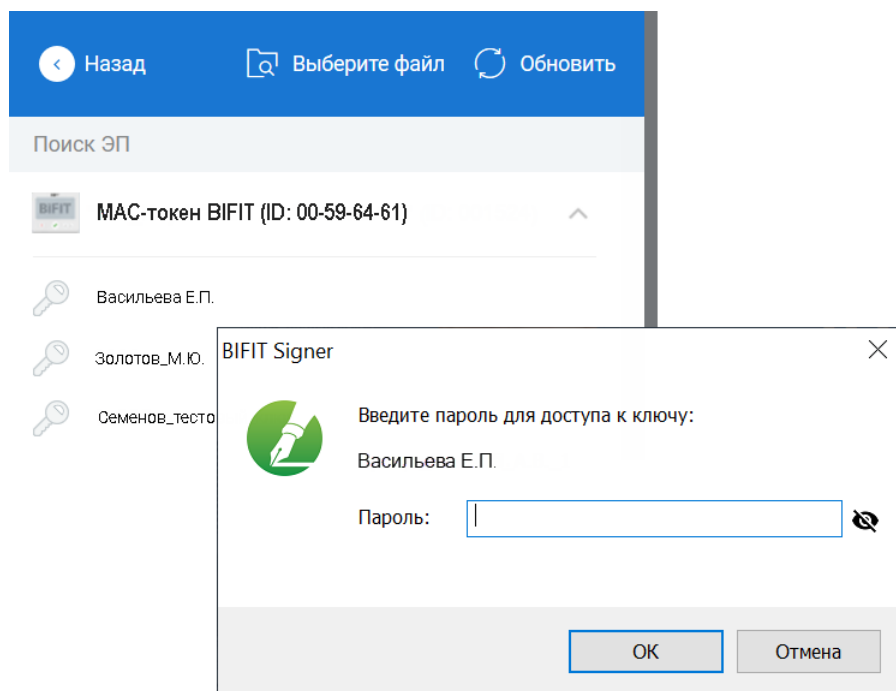 Назад
Выберите файл
Обновить
Поиск ЭП
BIFIT
МАС-токен BIFIT (ID: 00-59-64-61)
Васильева Е.П.
Золотов_М.Ю.
Семенов_тесто
BIFIT Signer
Введите пароль для доступа к ключу:
Васильева Е.П.
Пароль:
ОК
Отмена